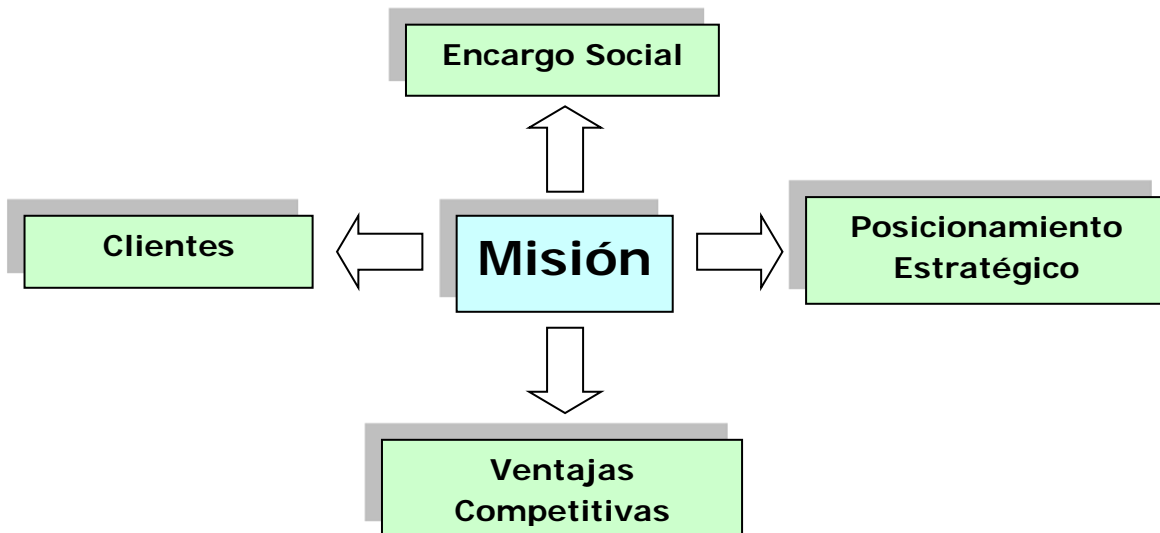 Encargo Social
Clientes
Misión
Posicionamiento
Estratégico
Ventajas
Competitivas